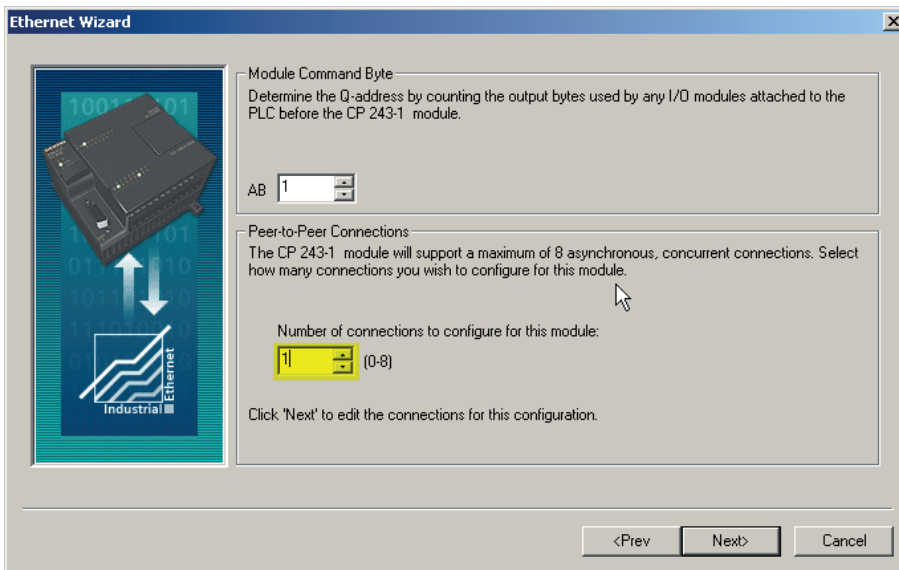 Ethernet Wizard
Module Command Byte
Determine the Q-address by counting the output bytes used by any I/O modules attached to the
PLC before the CP 243-1 module.
AB 1
Peer-to-Peer Connections
The CP 243-1 module will support a maximum of 8 asynchronous, concurrent connections. Select
how many connections you wish to configure for this module.
Number of connections to configure for this module:
1 (0-8)
Click 'Next' to edit the connections for this configuration.
Industrial
Ethernet
<Prev
Next>
Cancel